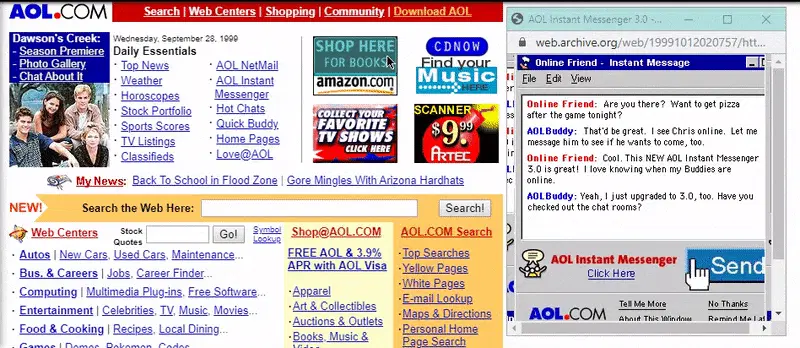 AOL.COM
Search | Web Centers | Shopping | Community | Download AOL
Dawson's Creek:
· Season Premiere
· Photo Gallery
· Chat About It
Wednesday, September 28, 1999
Daily Essentials
· Top News
· Weather
· Horoscopes
· Stock Portfolio
· Sports Scores
· TV Listings
· Classifieds
· AOL NetMail
· AOL Instant
Messenger
· Hot Chats
· Quick Buddy
· Home Pages
· Love@AOL
SHOP HERE
FOR BOOKS
amazon.com
CDNOW
Find your
Music
HERE
COLLECT YOUR
FAVORITE
TV SHOWS
CLICK HERE
SCANNER
$9.99
ARTEC
My News: Back To School in Flood Zone | Gore Mingles With Arizona Hardhats
NEW!
Search the Web Here:
Search!
Web Centers
Stock
Quotes
Go!
Symbol
Lookup
· Autos | New Cars, Used Cars, Maintenance...
· Bus. & Careers | Jobs, Career Finder...
· Computing | Multimedia Plug-ins, Free Software...
· Entertainment | Celebrities, TV, Music, Movies...
· Food & Cooking | Recipes, Local Dining...
· Games | Demos, Pokemon, Codes...
Shop@AOL.COM
FREE AOL & 3.9%
APR with AOL Visa
· Apparel
· Art & Collectibles
· Auctions & Outlets
· Books, Music &
Video
AOL.COM Search
· Top Searches
· Yellow Pages
· White Pages
· E-mail Lookup
· Maps & Directions
· Personal Home
Page Search
AOL Instant Messenger 3.0 -...
web.archive.org/web/19991012020757/htt...
Online Friend - Instant Message
File Edit View
Online Friend: Are you there? Want to get pizza
after the game tonight?
AOLBuddy: That'd be great. I see Chris online. Let me
message him to see if he wants to come, too.
Online Friend: Cool. This NEW AOL Instant Messenger
3.0 is great! I love knowing when my Buddies are
online.
AOLBuddy: Yeah, I just upgraded to 3.0, too. Have you
checked out the chat rooms?
AOL Instant Messenger
Click Here
Send
AOL.COM
Tell Me More
No Thanks
About This Window
Remind Me Lat